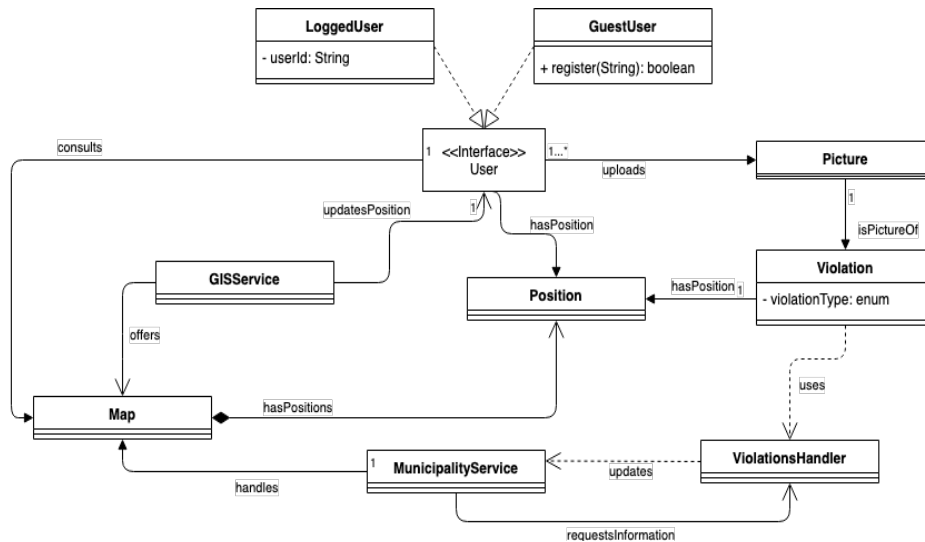 LoggedUser
- userId: String
GuestUser
+ register(String): boolean
consults
1
<<Interface>>
User
1...*
uploads
Picture
1
isPictureOf
updatesPosition
1
hasPosition
GISService
Position
hasPosition
1
Violation
- violationType: enum
offers
uses
Map
hasPositions
handles
1
MunicipalityService
updates
ViolationsHandler
requestsInformation